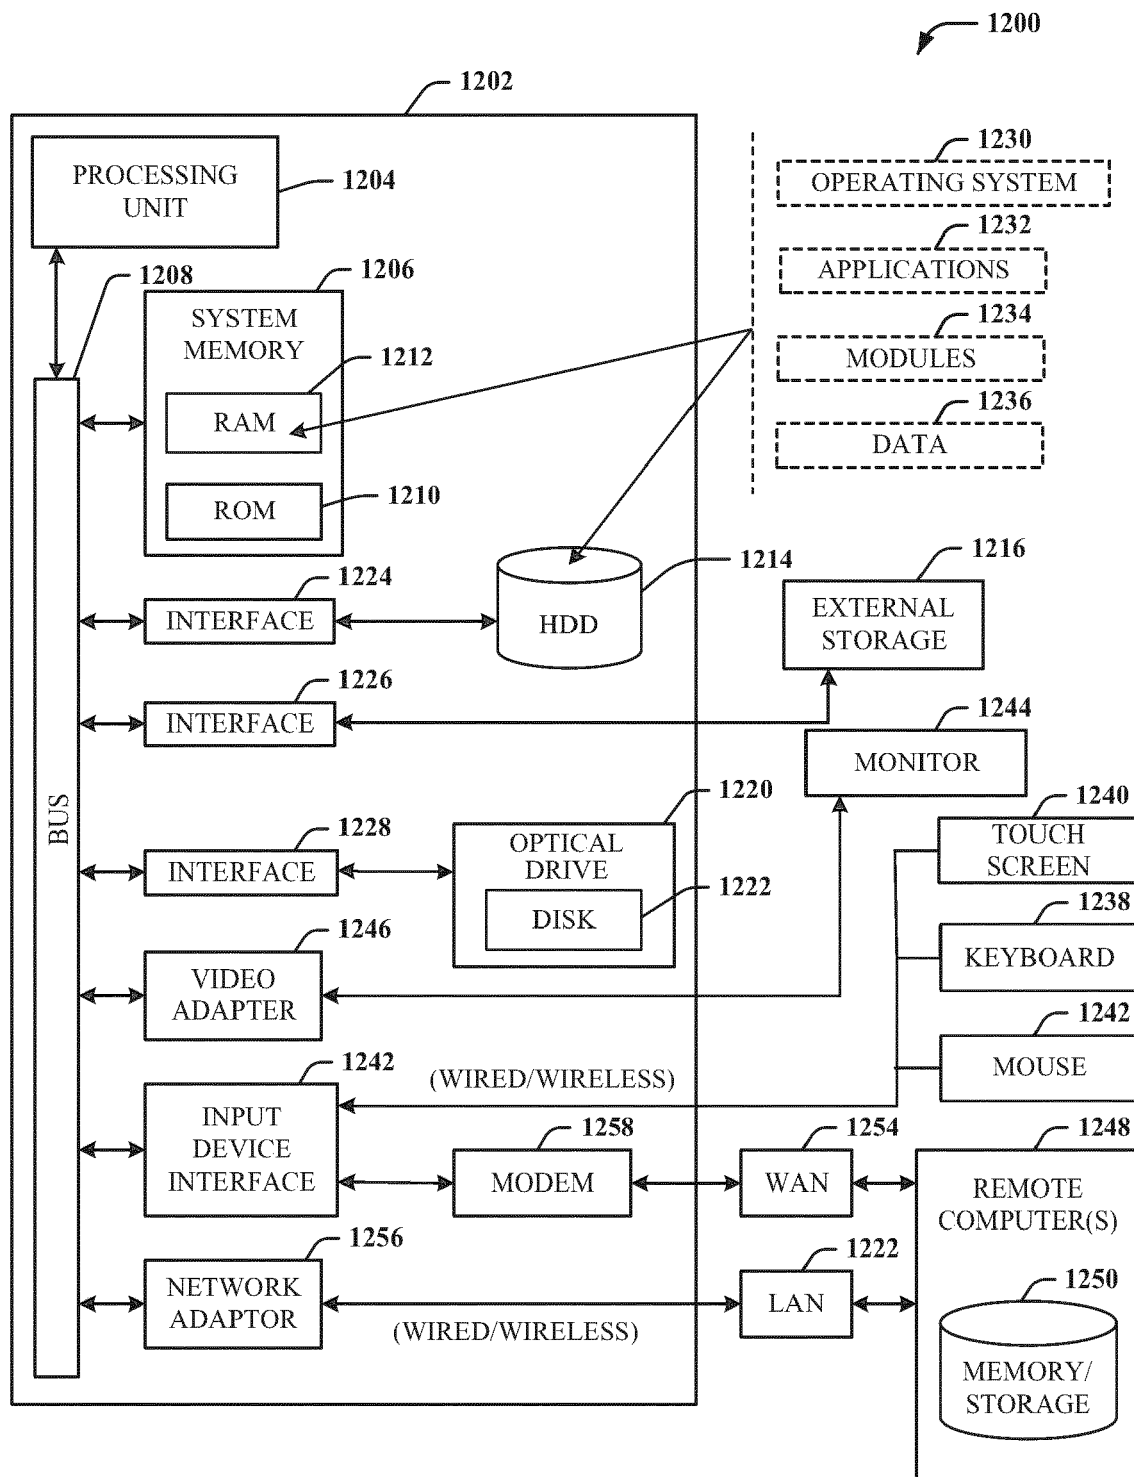 1200
1202
PROCESSING
UNIT
1204
1230
OPERATING SYSTEM
1208
1206
1232
APPLICATIONS
SYSTEM
MEMORY
1234
MODULES
1212
RAM
1236
DATA
1210
ROM
1224
INTERFACE
1214
HDD
1216
EXTERNAL
STORAGE
1226
INTERFACE
1244
MONITOR
BUS
1228
INTERFACE
1220
OPTICAL
DRIVE
1222
DISK
1240
TOUCH
SCREEN
1238
KEYBOARD
1246
VIDEO
ADAPTER
1242
MOUSE
1242
INPUT
DEVICE
INTERFACE
(WIRED/WIRELESS)
1258
MODEM
1254
WAN
1248
REMOTE
COMPUTER(S)
1256
NETWORK
ADAPTOR
(WIRED/WIRELESS)
1222
LAN
1250
MEMORY/
STORAGE